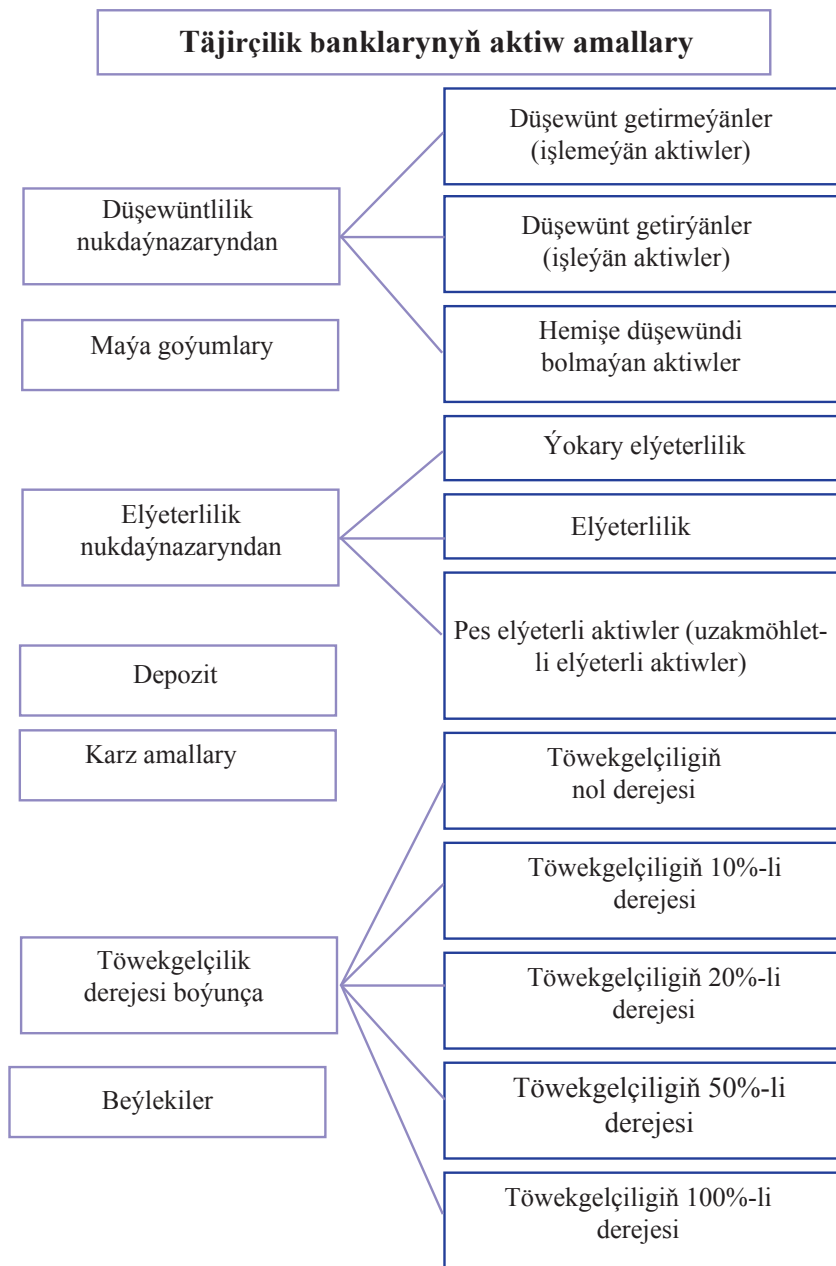 Täjirçilik banklarynyň aktiw amallary
Düşewünt getirmeýänler
(işlemeýän aktiwler)
Düşewüntlilik
nukdaýnazaryndan
Düşewünt getirýänler
(işleýän aktiwler)
Maýa goýumlary
Hemişe düşewündi
bolmaýan aktiwler
Ýokary elýeterlilik
Elýeterlilik
nukdaýnazaryndan
Elýeterlilik
Pes elýeterli aktiwler (uzakmöhlet-
li elýeterli aktiwler)
Depozit
Karz amallary
Töwekgelçiligiň
nol derejesi
Töwekgelçiligiň 10%-li
derejesi
Töwekgelçilik
derejesi boýunça
Töwekgelçiligiň 20%-li
derejesi
Beýlekiler
Töwekgelçiligiň 50%-li
derejesi
Töwekgelçiligiň 100%-li
derejesi